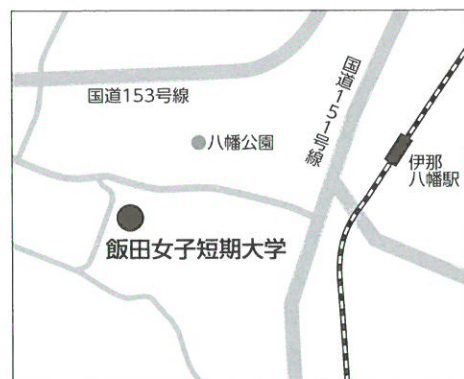 国道153号線
国道151号線
八幡公園
伊那
八幡駅
飯田女子短期大学